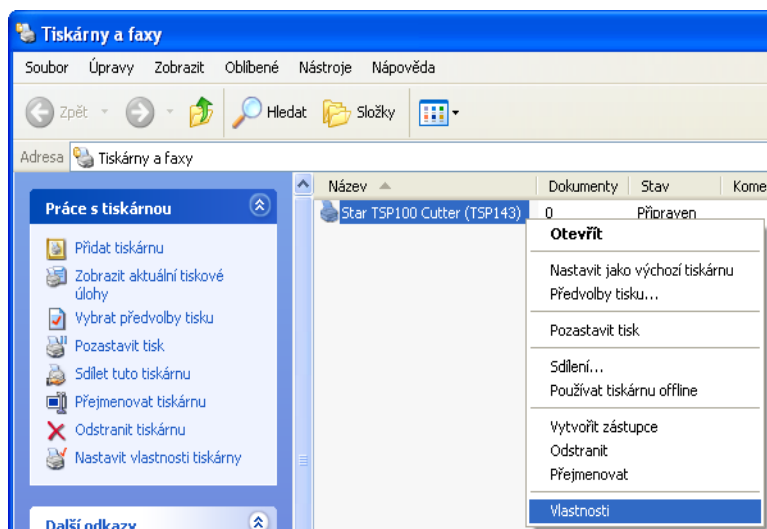 Tiskárny a faxy
Soubor Úpravy Zobrazit Oblíbené Nástroje Nápověda
Zpět Hledat Složky
Adresa Tiskárny a faxy
Práce s tiskárnou
Přidat tiskárnu
Zobrazit aktuální tiskové
úlohy
Vybrat předvolby tisku
Pozastavit tisk
Sdílet tuto tiskárnu
Přejmenovat tiskárnu
Odstranit tiskárnu
Nastavit vlastnosti tiskárny
Další odkazy
Název Dokumenty Stav Kome
Star TSP100 Cutter (TSP143) 0 Připraven
Otevřít
Nastavit jako výchozí tiskárnu
Předvolby tisku...
Pozastavit tisk
Sdílení...
Používat tiskárnu offline
Vytvořit zástupce
Odstranit
Přejmenovat
Vlastnosti